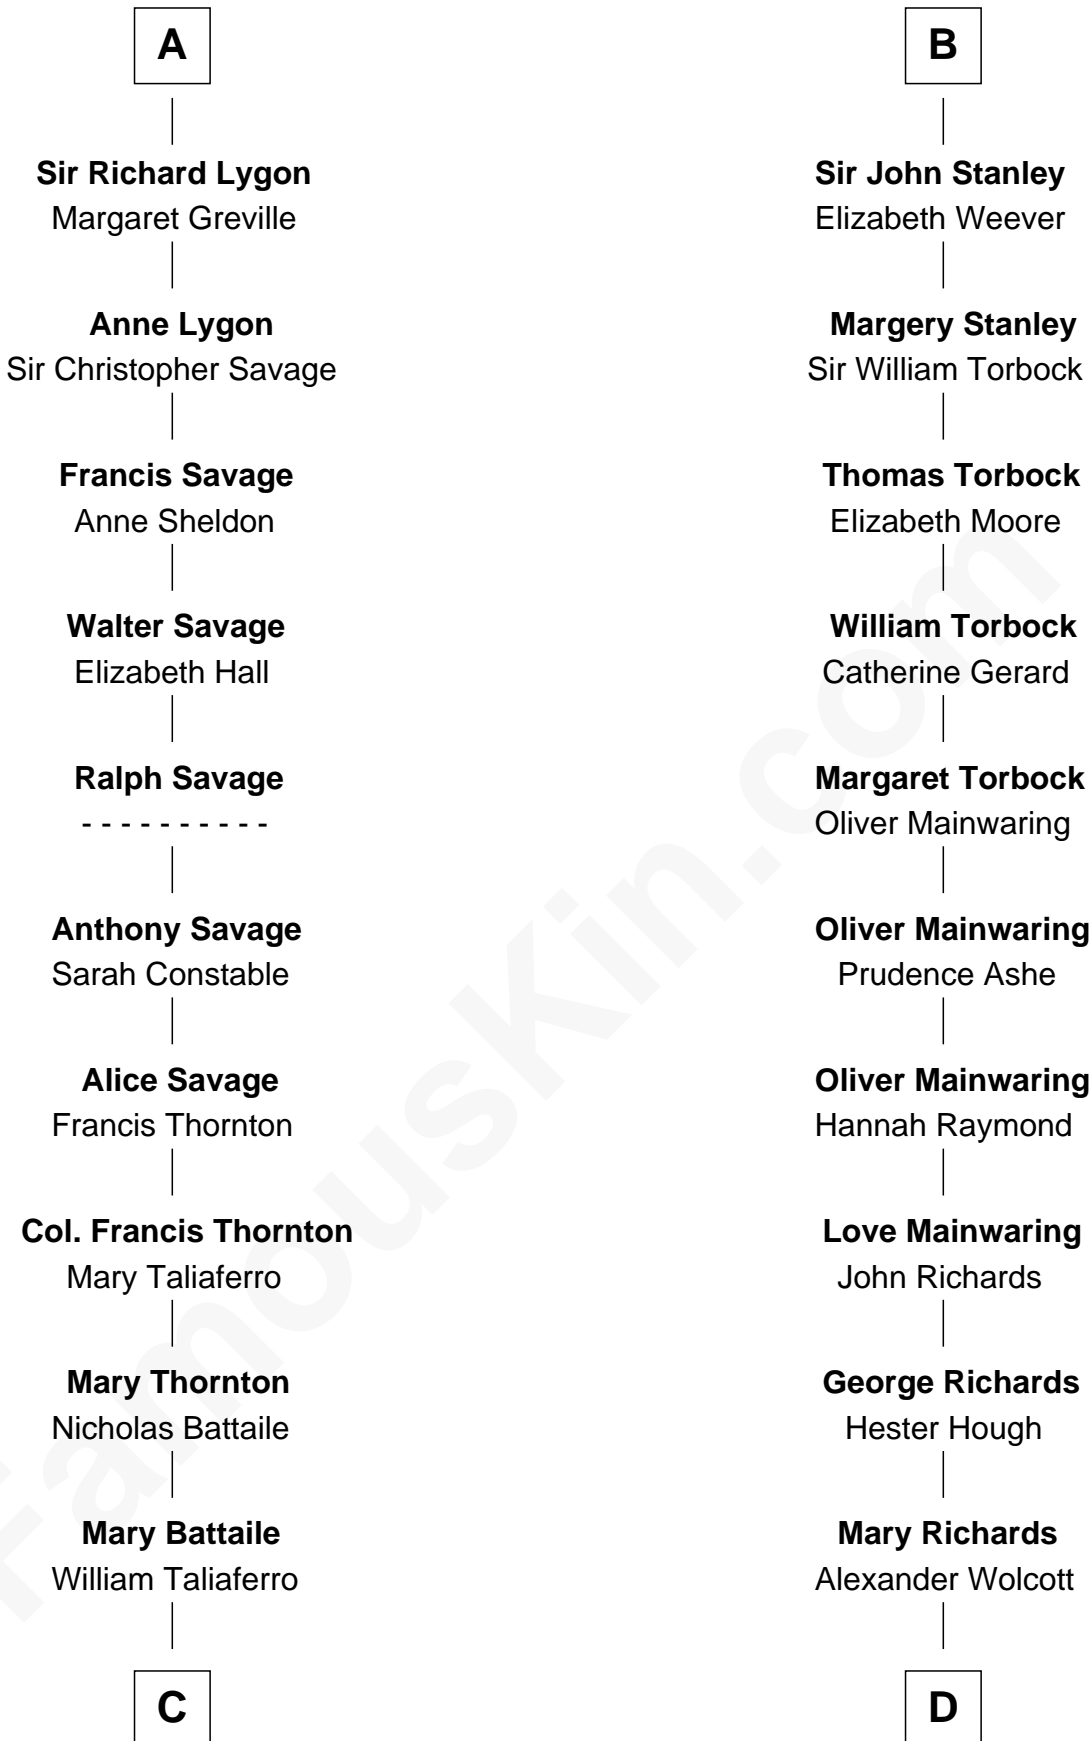 A
Sir Richard Lygon
Margaret Greville
Anne Lygon
Sir Christopher Savage
Francis Savage
Anne Sheldon
Walter Savage
Elizabeth Hall
Ralph Savage
- - - - - - - - - -
Anthony Savage
Sarah Constable
Alice Savage
Francis Thornton
Col. Francis Thornton
Mary Taliaferro
Mary Thornton
Nicholas Battaile
Mary Battaile
William Taliaferro
C
B
Sir John Stanley
Elizabeth Weever
Margery Stanley
Sir William Torbock
Thomas Torbock
Elizabeth Moore
William Torbock
Catherine Gerard
Margaret Torbock
Oliver Mainwaring
Oliver Mainwaring
Prudence Ashe
Oliver Mainwaring
Hannah Raymond
Love Mainwaring
John Richards
George Richards
Hester Hough
Mary Richards
Alexander Wolcott
D
FamousKin.com